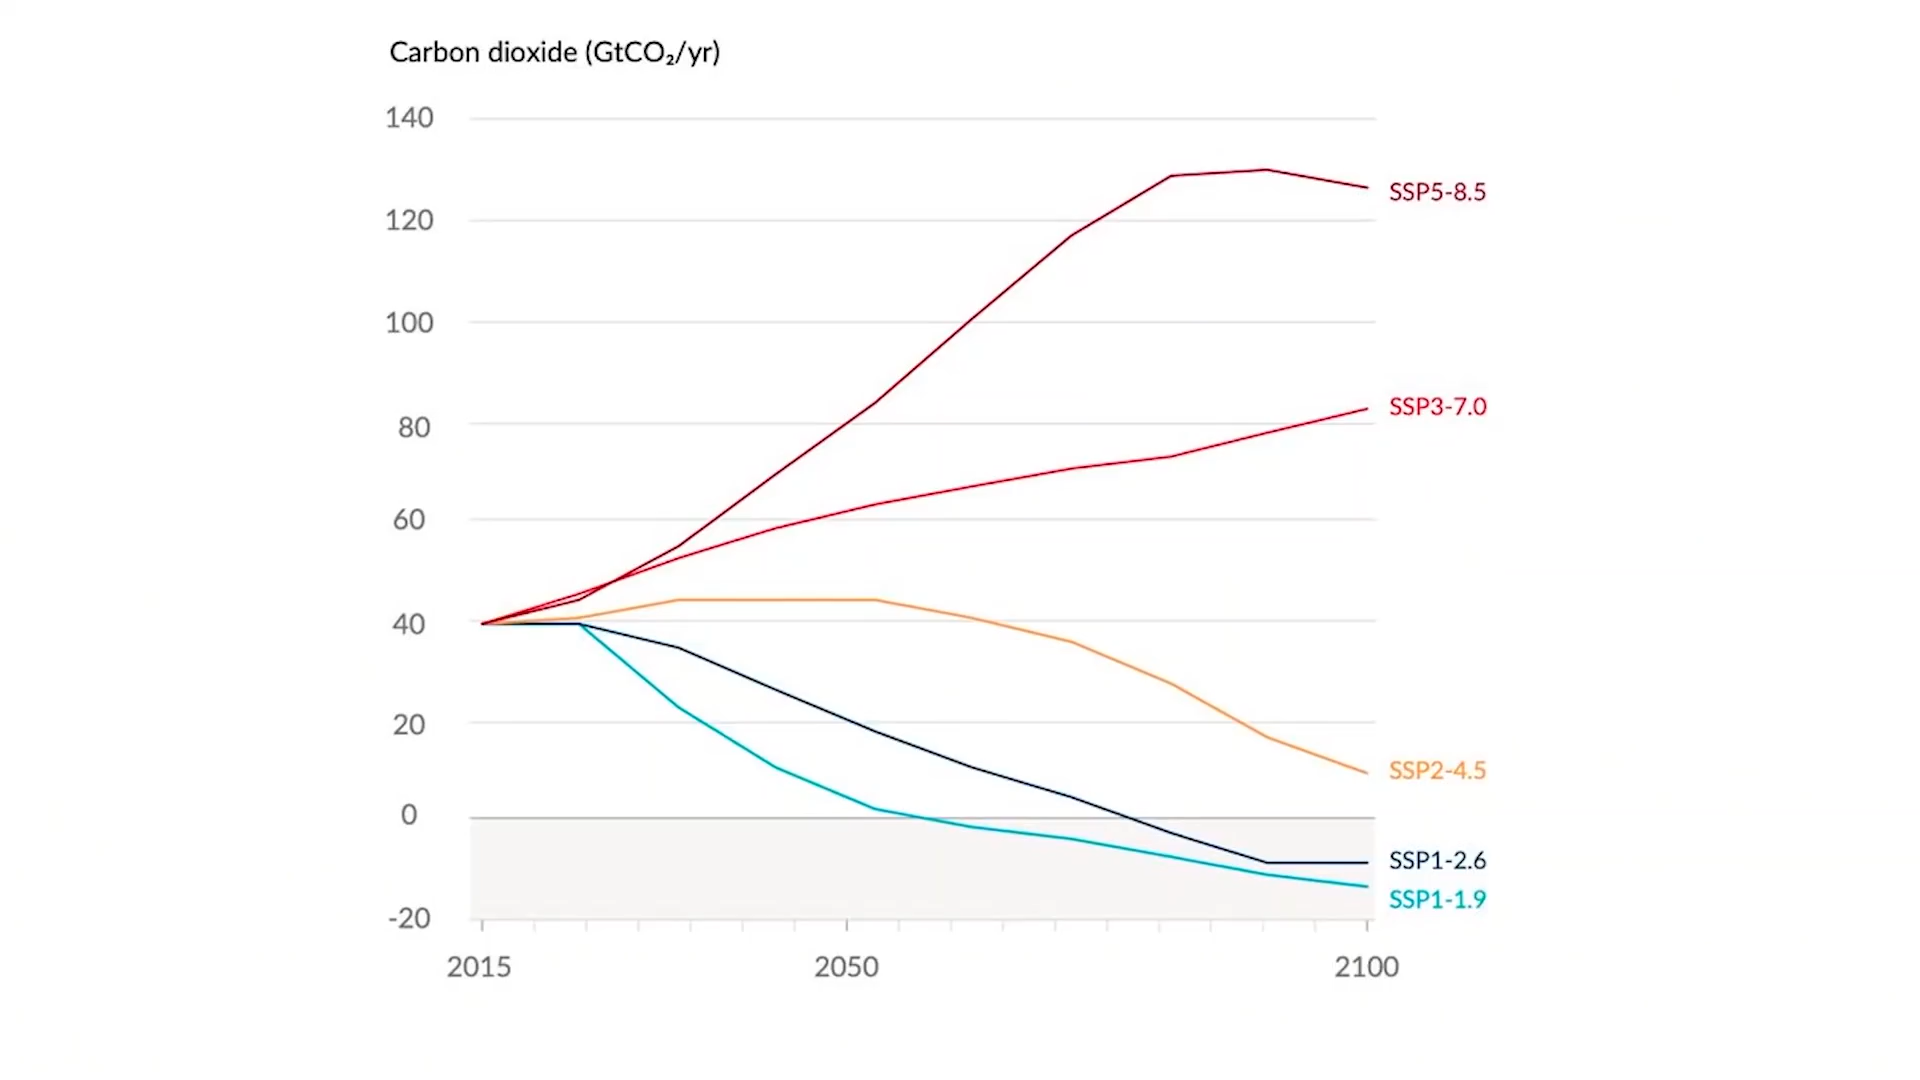 Carbon dioxide (GtCO₂/yr)
140
120
100
80
60
40
20
0
-20
SSP5-8.5
SSP3-7.0
SSP2-4.5
SSP1-2.6
SSP1-1.9
2015 2050 2100